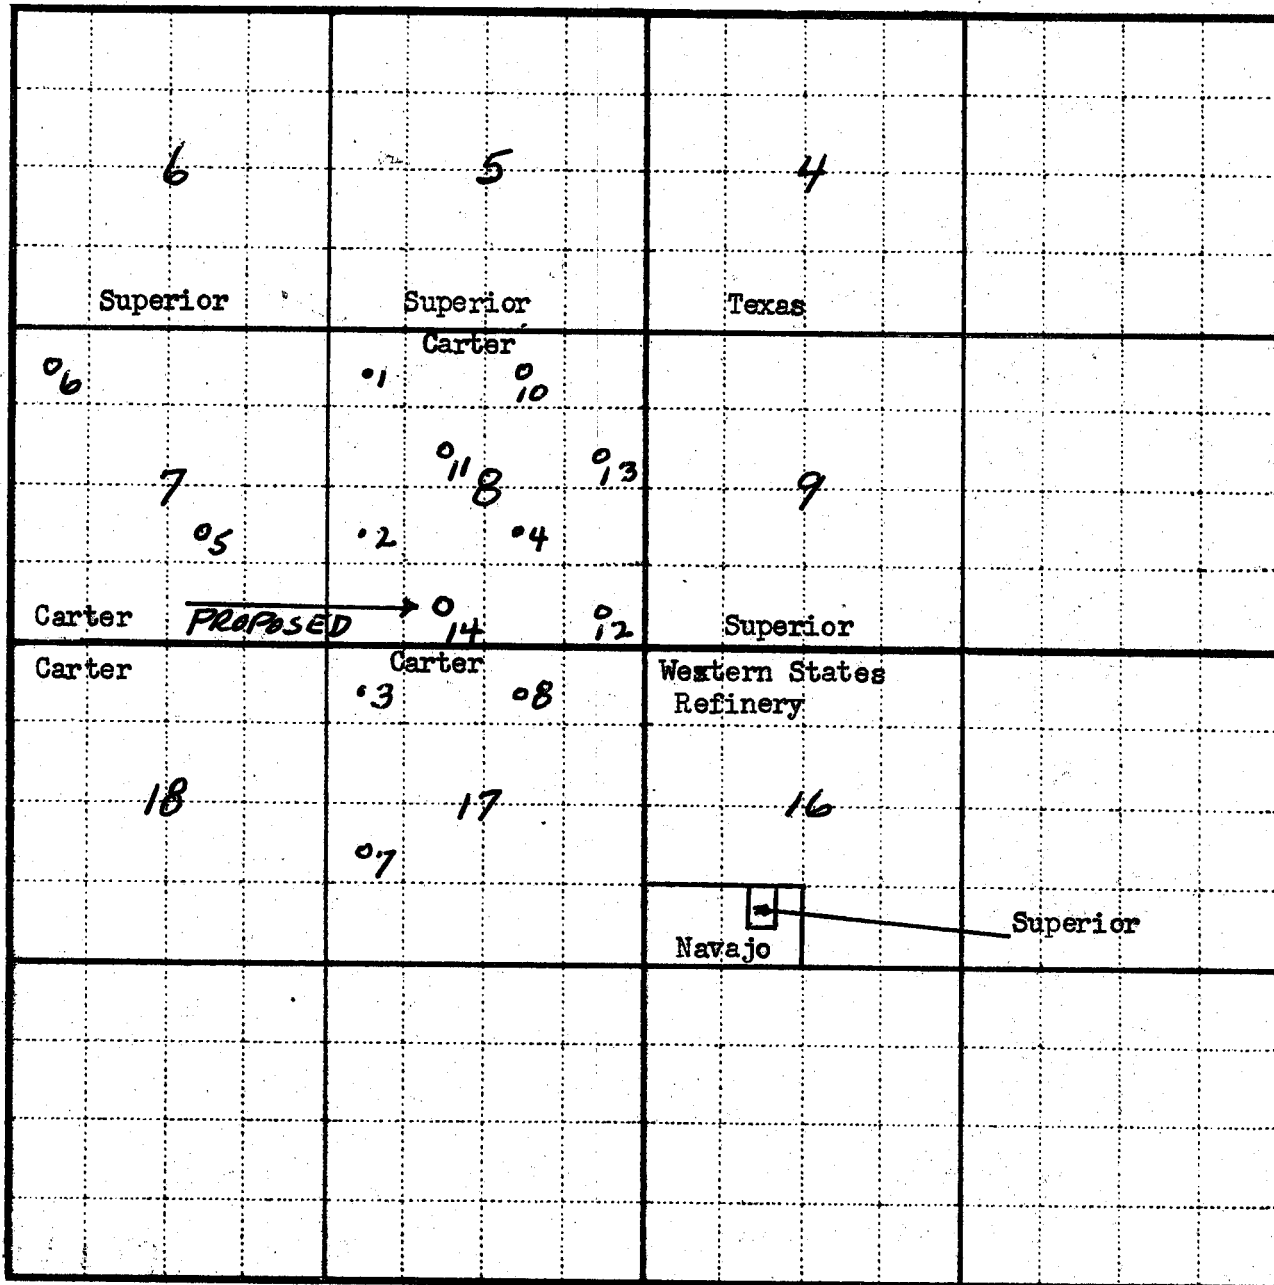 6
5
4
Superior
Superior
Texas
Carter
6
1
10
11
13
7
8
9
5
2
4
Carter
PROPOSED
14
12
Superior
Carter
Carter
Western States
Refinery
3
8
18
17
16
7
Superior
Navajo